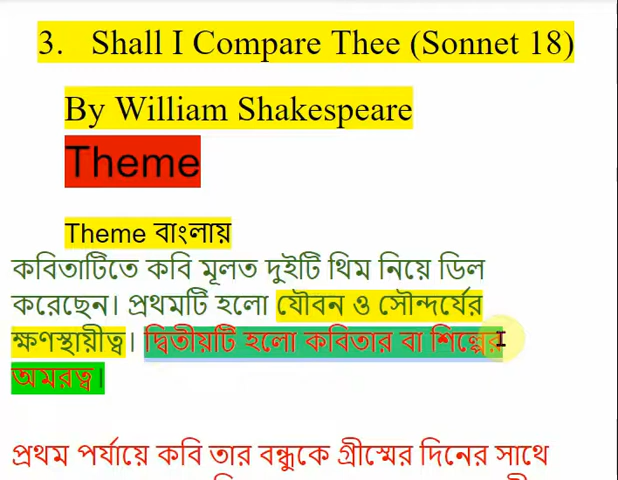 3. Shall I Compare Thee (Sonnet 18)
By William Shakespeare
Theme
Theme বাংলায়
কবিতাটিতে কবি মূলত দুইটি থিম নিয়ে ডিল
করেছেন। প্রথমটি হলো যৌবন ও সৌন্দর্যের
ক্ষণস্থায়ীত্ব। দ্বিতীয়টি হলো কবিতার বা শিল্পের
অমরত্ব।
প্রথম পর্যায়ে কবি তার বন্ধুকে গ্রীস্মের দিনের সাথে